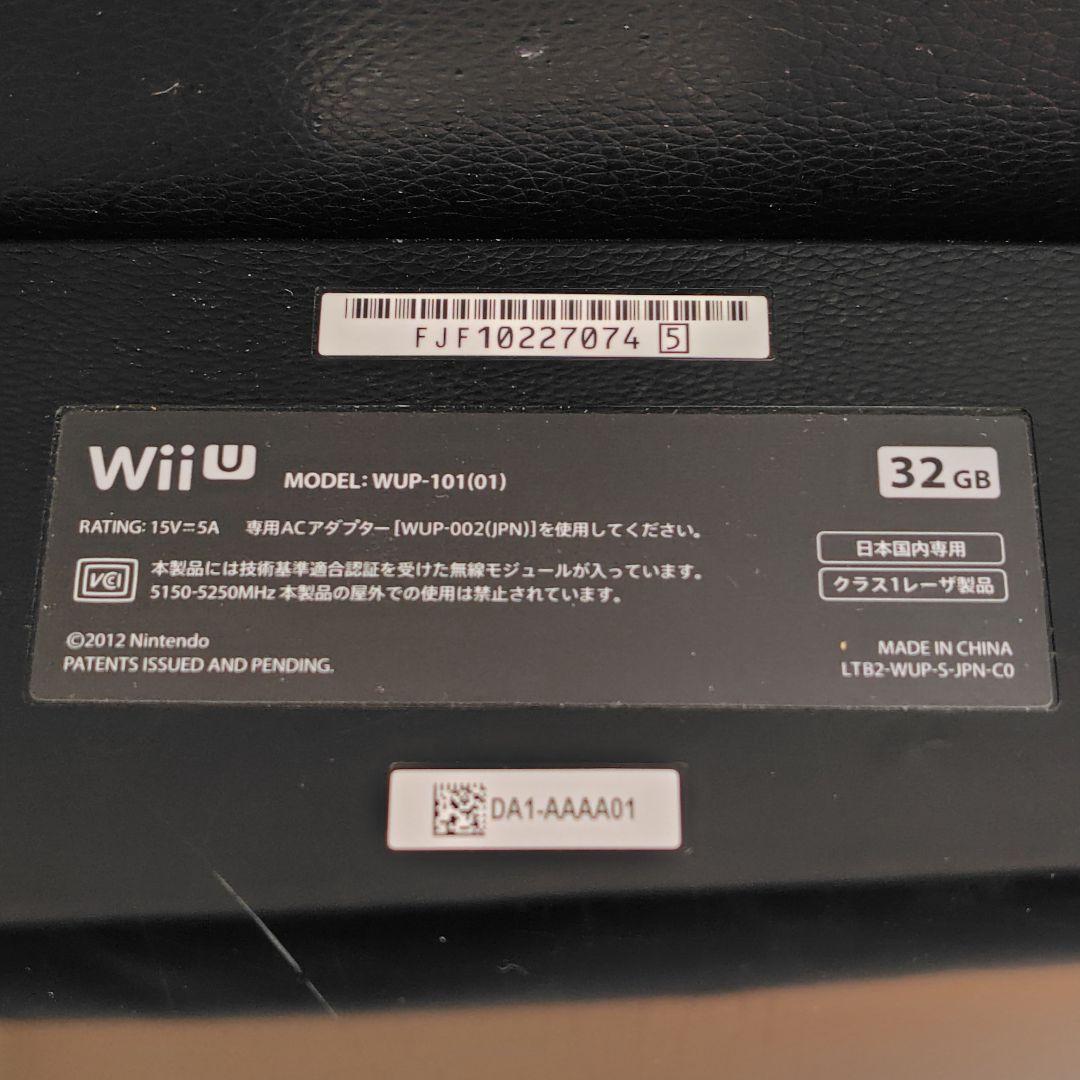 FJF10227074 5
Wii U MODEL: WUP-101(01) 32GB
RATING: 15V⎓5A 専用ACアダプター[WUP-002(JPN)]を使用してください。
日本国内専用
VCCI 本製品には技術基準適合認証を受けた無線モジュールが入っています。
5150-5250MHz 本製品の屋外での使用は禁止されています。
クラス1レーザ製品
©2012 Nintendo
PATENTS ISSUED AND PENDING.
MADE IN CHINA
LTB2-WUP-S-JPN-C0
DA1-AAAA01